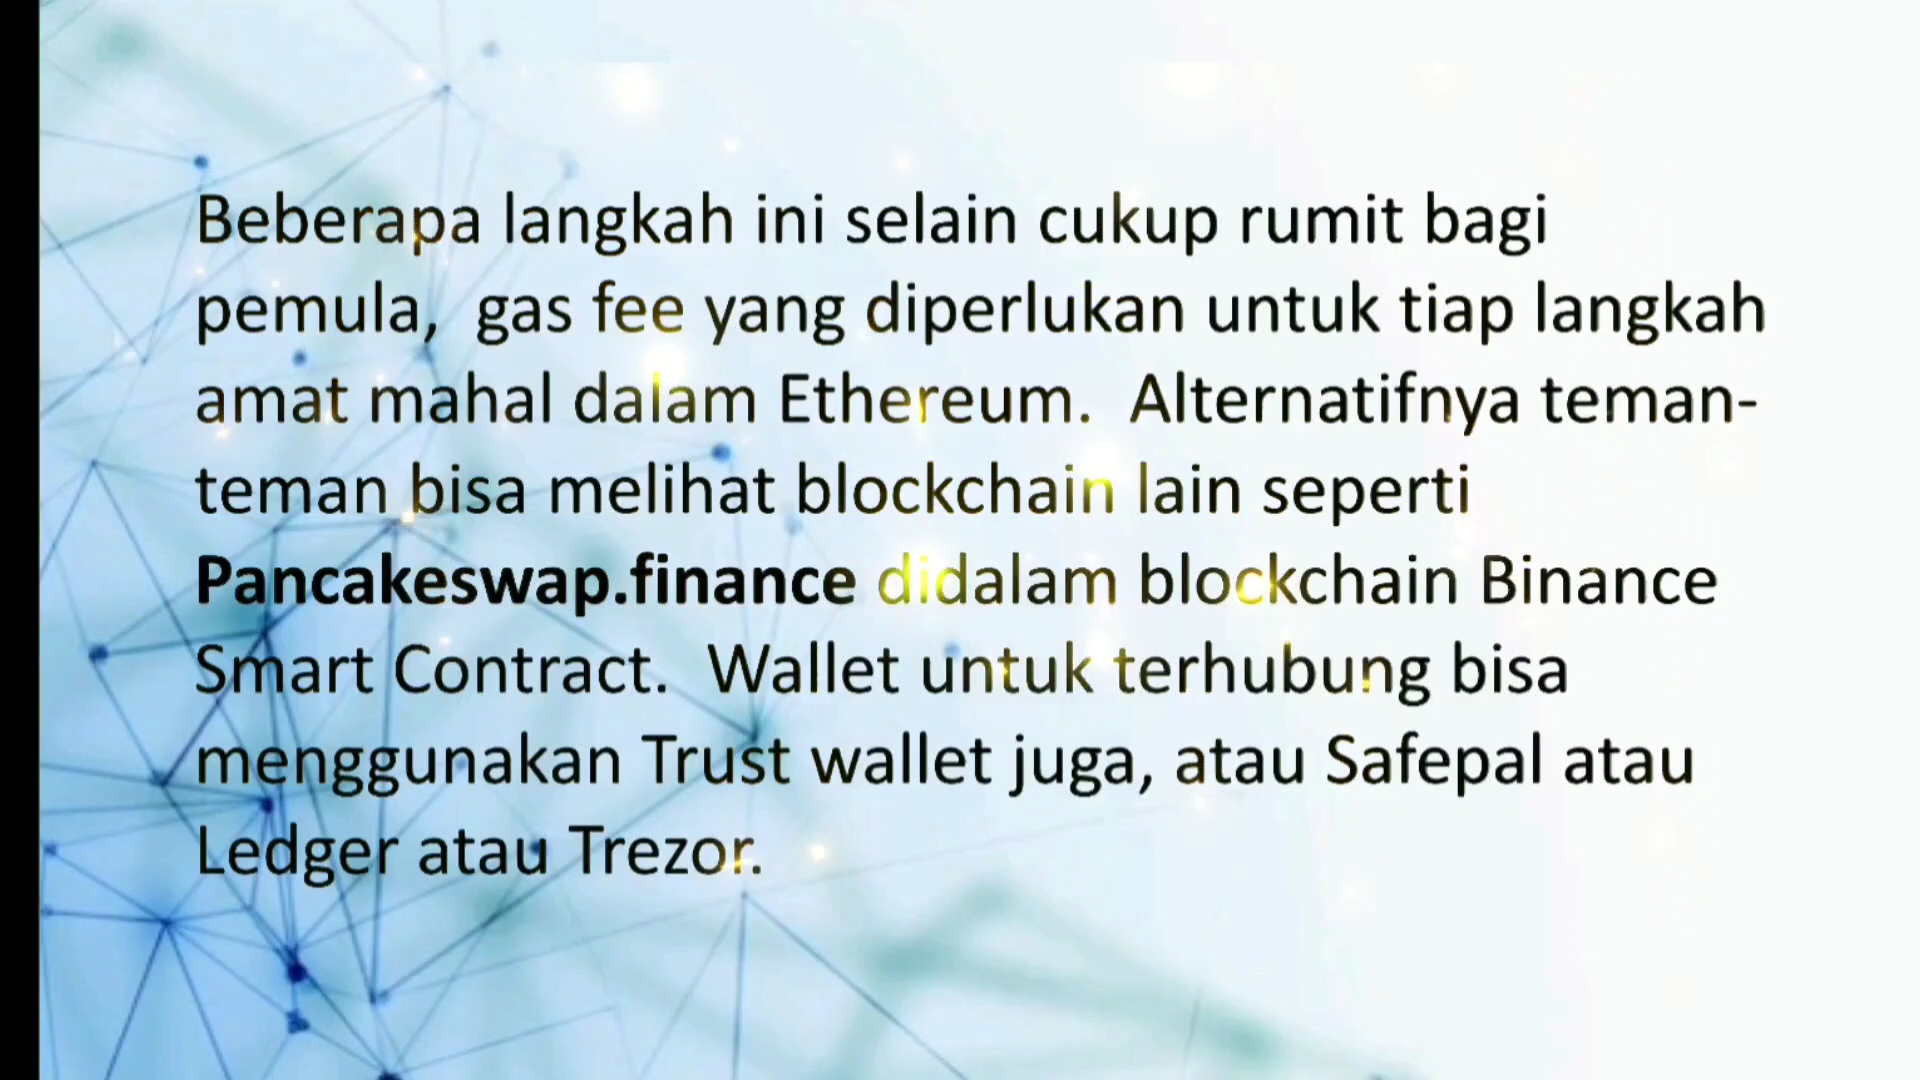 Beberapa langkah ini selain cukup rumit bagi
pemula, gas fee yang diperlukan untuk tiap langkah
amat mahal dalam Ethereum. Alternatifnya teman-
teman bisa melihat blockchain lain seperti
Pancakeswap.finance didalam blockchain Binance
Smart Contract. Wallet untuk terhubung bisa
menggunakan Trust wallet juga, atau Safepal atau
Ledger atau Trezor.